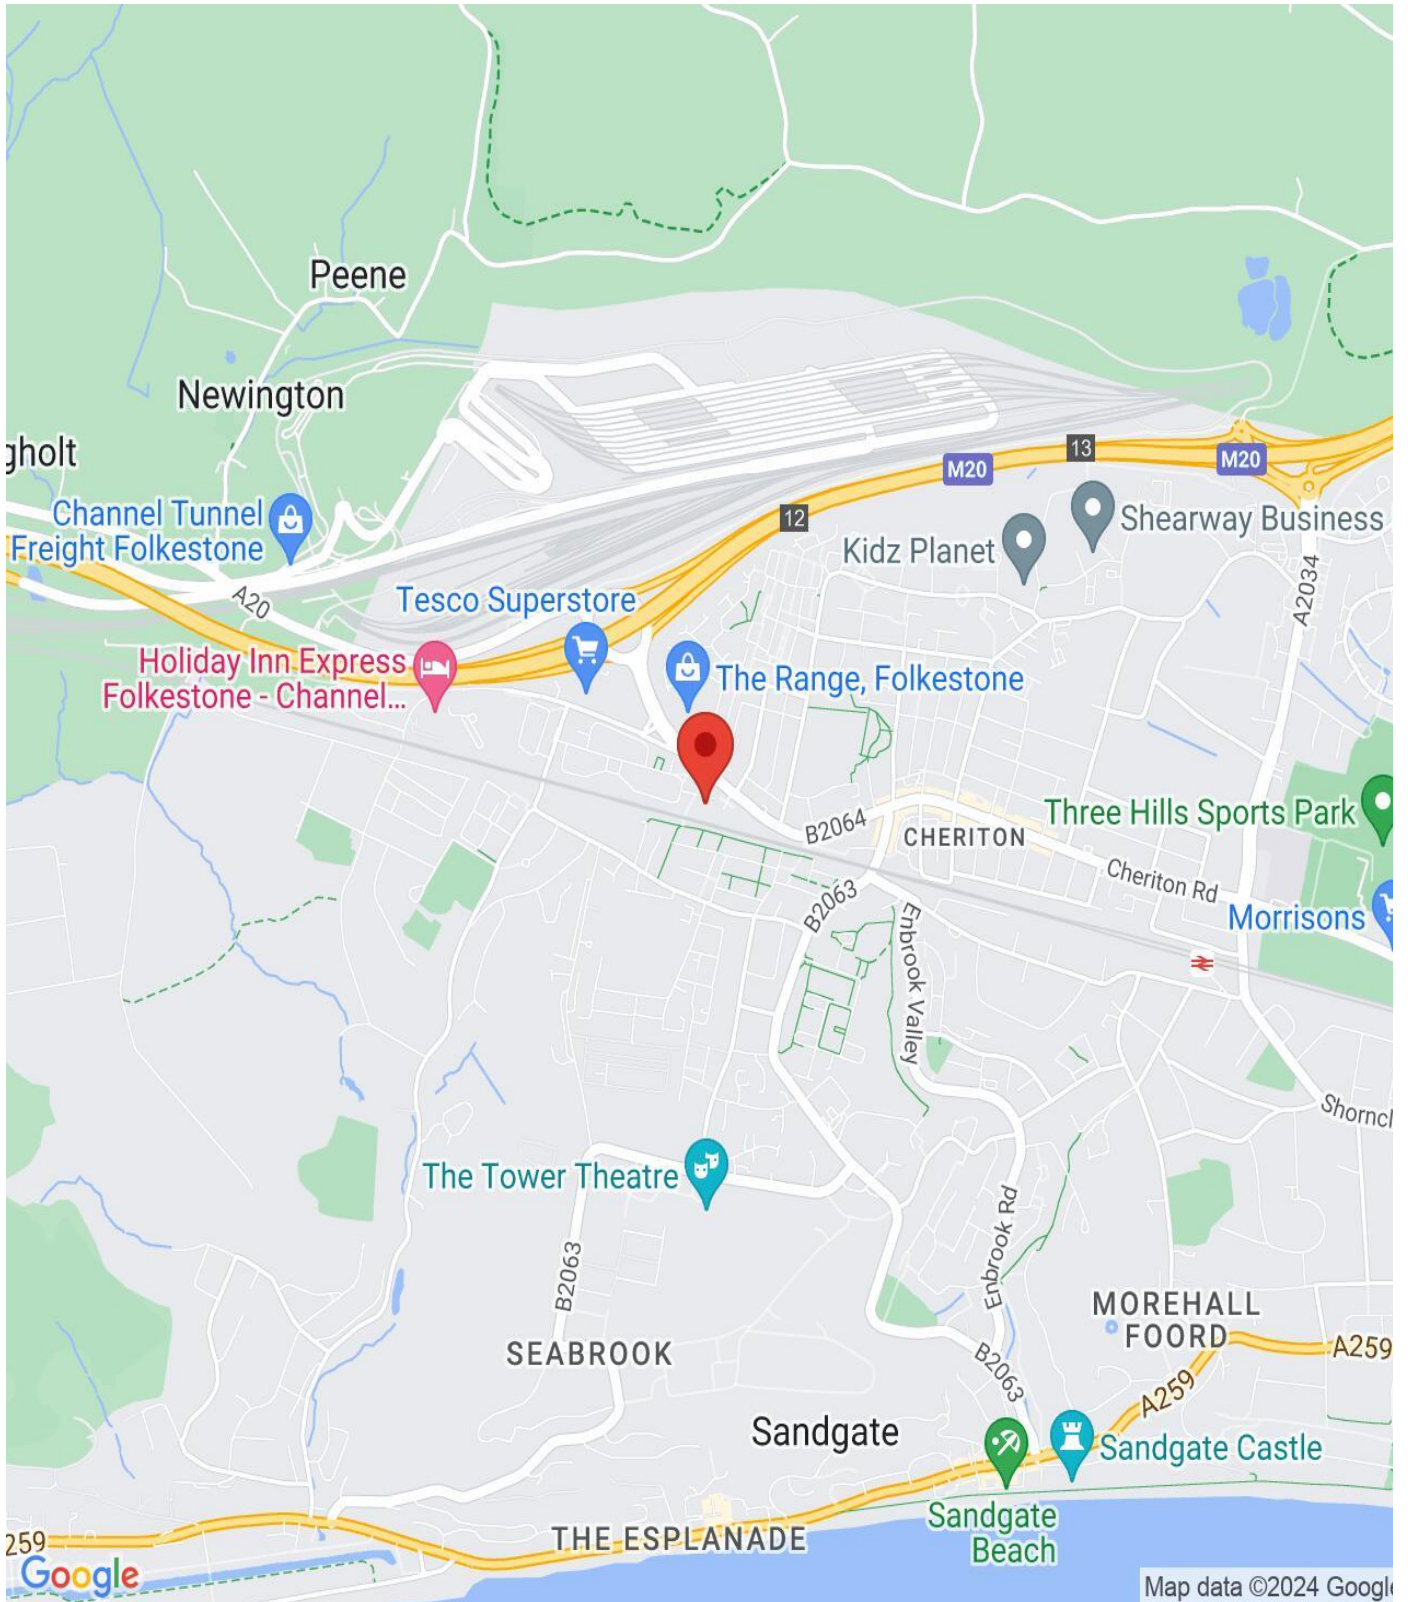 Peene
Newington
gholt
M20
13
M20
Channel Tunnel
Freight Folkestone
12
Shearway Business
Kidz Planet
A20
Tesco Superstore
A2034
Holiday Inn Express
Folkestone - Channel...
The Range, Folkestone
B2064
CHERITON
Three Hills Sports Park
Cheriton Rd
B2063
Morrisons
Enbrook Valley
Shorncl
The Tower Theatre
Enbrook Rd
B2063
MOREHALL
FOORD
SEABROOK
B2063
A259
A259
Sandgate
Sandgate Castle
Sandgate
Beach
THE ESPLANADE
259
Google
Map data ©2024 Google